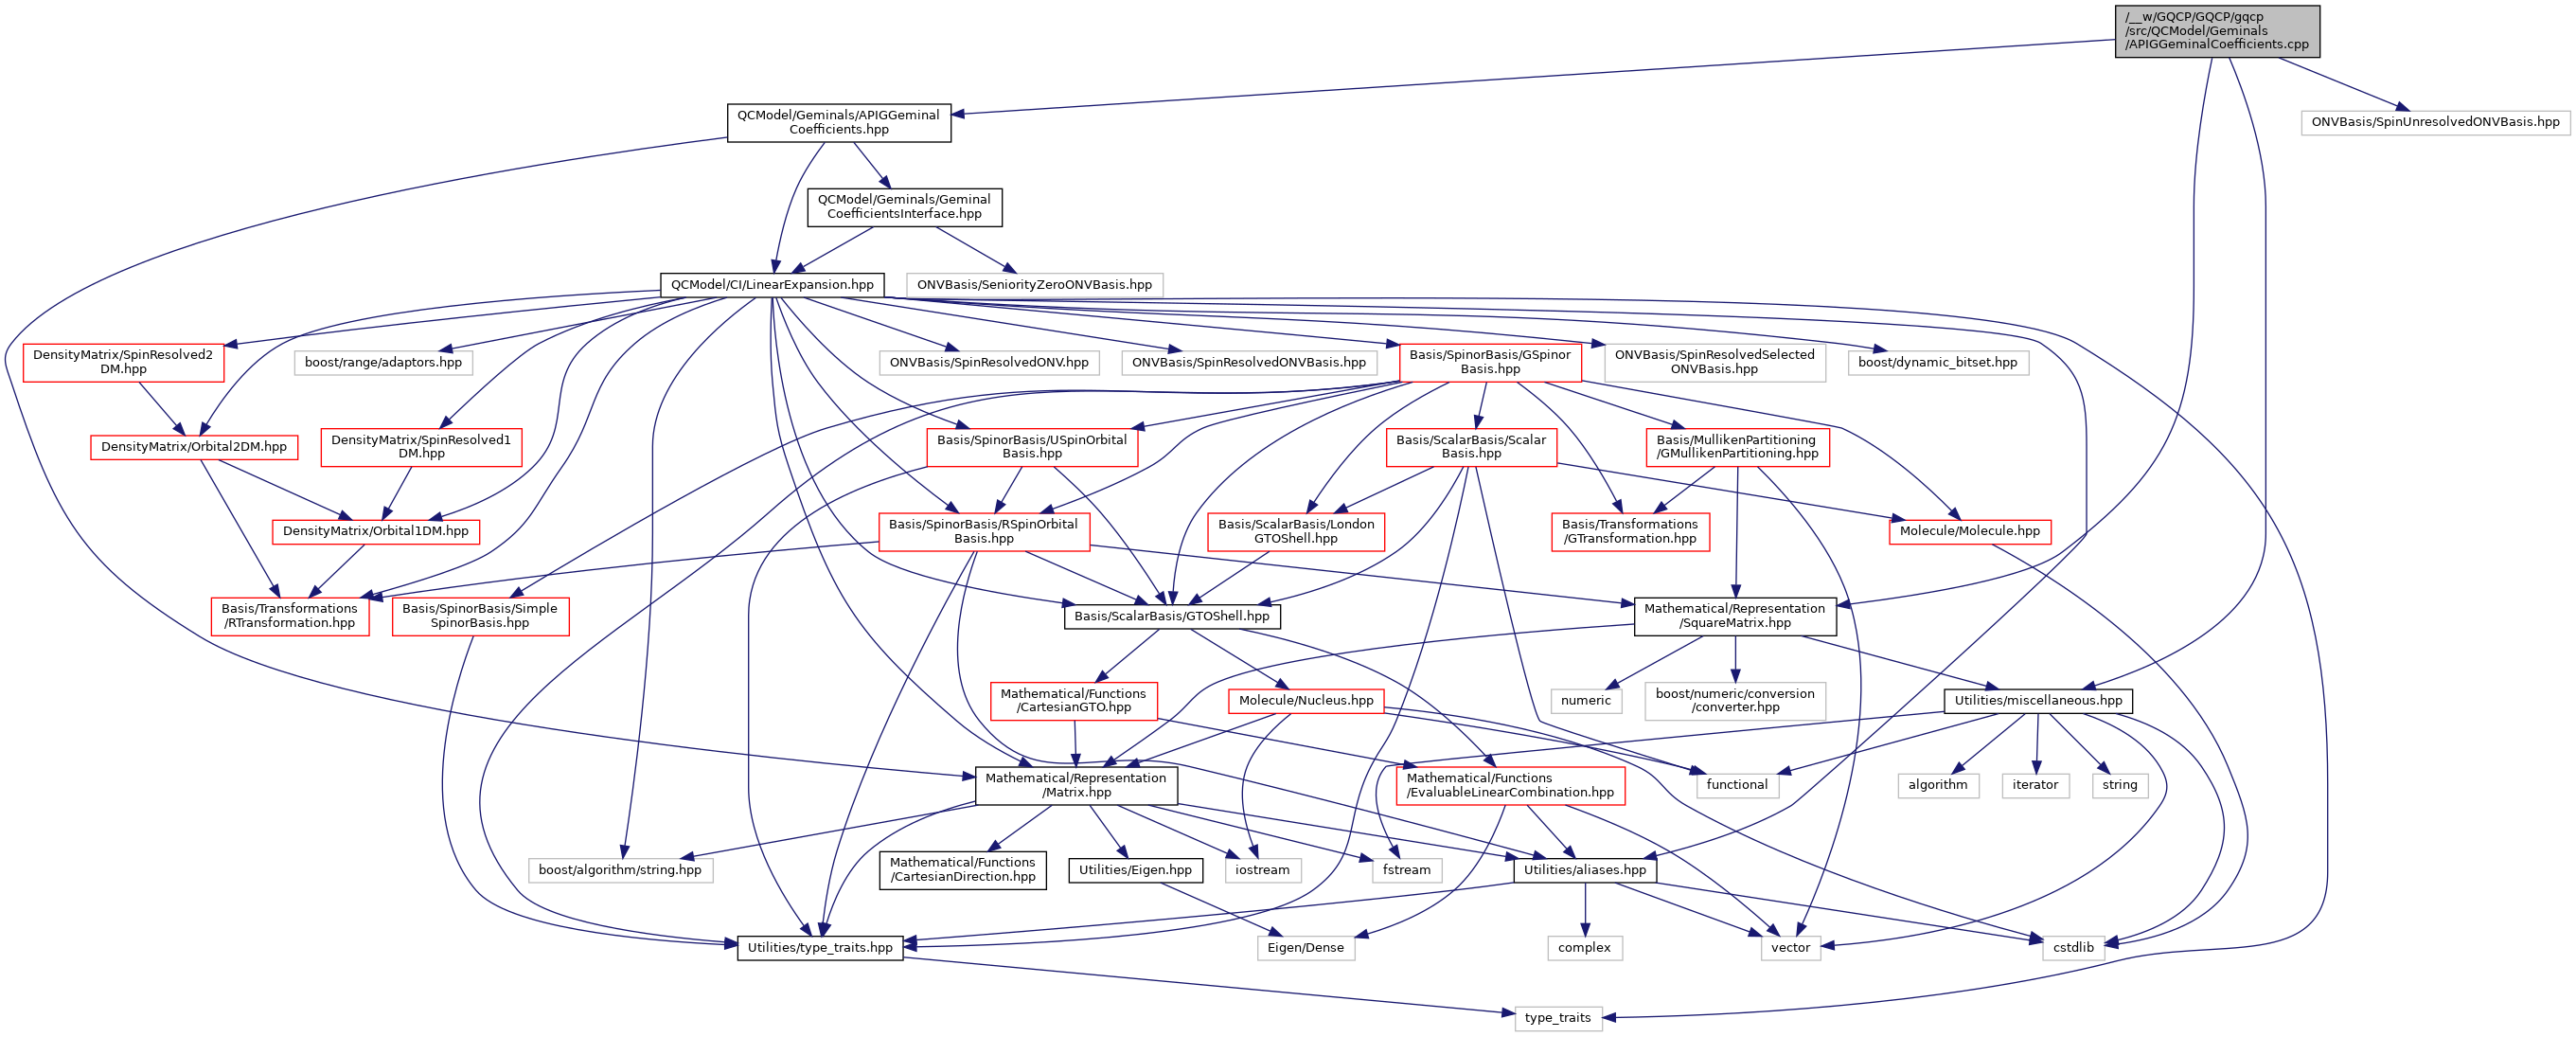 /__w/GQCP/GQCP/gqcp
/src/QCModel/Geminals
/APIGGeminalCoefficients.cpp
QCModel/Geminals/APIGGeminal
Coefficients.hpp
ONVBasis/SpinUnresolvedONVBasis.hpp
QCModel/Geminals/Geminal
CoefficientsInterface.hpp
QCModel/CI/LinearExpansion.hpp
ONVBasis/SeniorityZeroONVBasis.hpp
DensityMatrix/SpinResolved2
DM.hpp
boost/range/adaptors.hpp
ONVBasis/SpinResolvedONV.hpp
ONVBasis/SpinResolvedONVBasis.hpp
Basis/SpinorBasis/GSpinor
Basis.hpp
ONVBasis/SpinResolvedSelected
ONVBasis.hpp
boost/dynamic_bitset.hpp
DensityMatrix/Orbital2DM.hpp
DensityMatrix/SpinResolved1
DM.hpp
Basis/SpinorBasis/USpinOrbital
Basis.hpp
Basis/ScalarBasis/Scalar
Basis.hpp
Basis/MullikenPartitioning
/GMullikenPartitioning.hpp
DensityMatrix/Orbital1DM.hpp
Basis/SpinorBasis/RSpinOrbital
Basis.hpp
Basis/ScalarBasis/London
GTOShell.hpp
Basis/Transformations
/GTransformation.hpp
Molecule/Molecule.hpp
Basis/Transformations
/RTransformation.hpp
Basis/SpinorBasis/Simple
SpinorBasis.hpp
Basis/ScalarBasis/GTOShell.hpp
Mathematical/Representation
/SquareMatrix.hpp
Mathematical/Functions
/CartesianGTO.hpp
Molecule/Nucleus.hpp
numeric
boost/numeric/conversion
/converter.hpp
Utilities/miscellaneous.hpp
Mathematical/Representation
/Matrix.hpp
Mathematical/Functions
/EvaluableLinearCombination.hpp
functional
algorithm
iterator
string
boost/algorithm/string.hpp
Mathematical/Functions
/CartesianDirection.hpp
Utilities/Eigen.hpp
iostream
fstream
Utilities/aliases.hpp
Utilities/type_traits.hpp
Eigen/Dense
complex
vector
cstdlib
type_traits